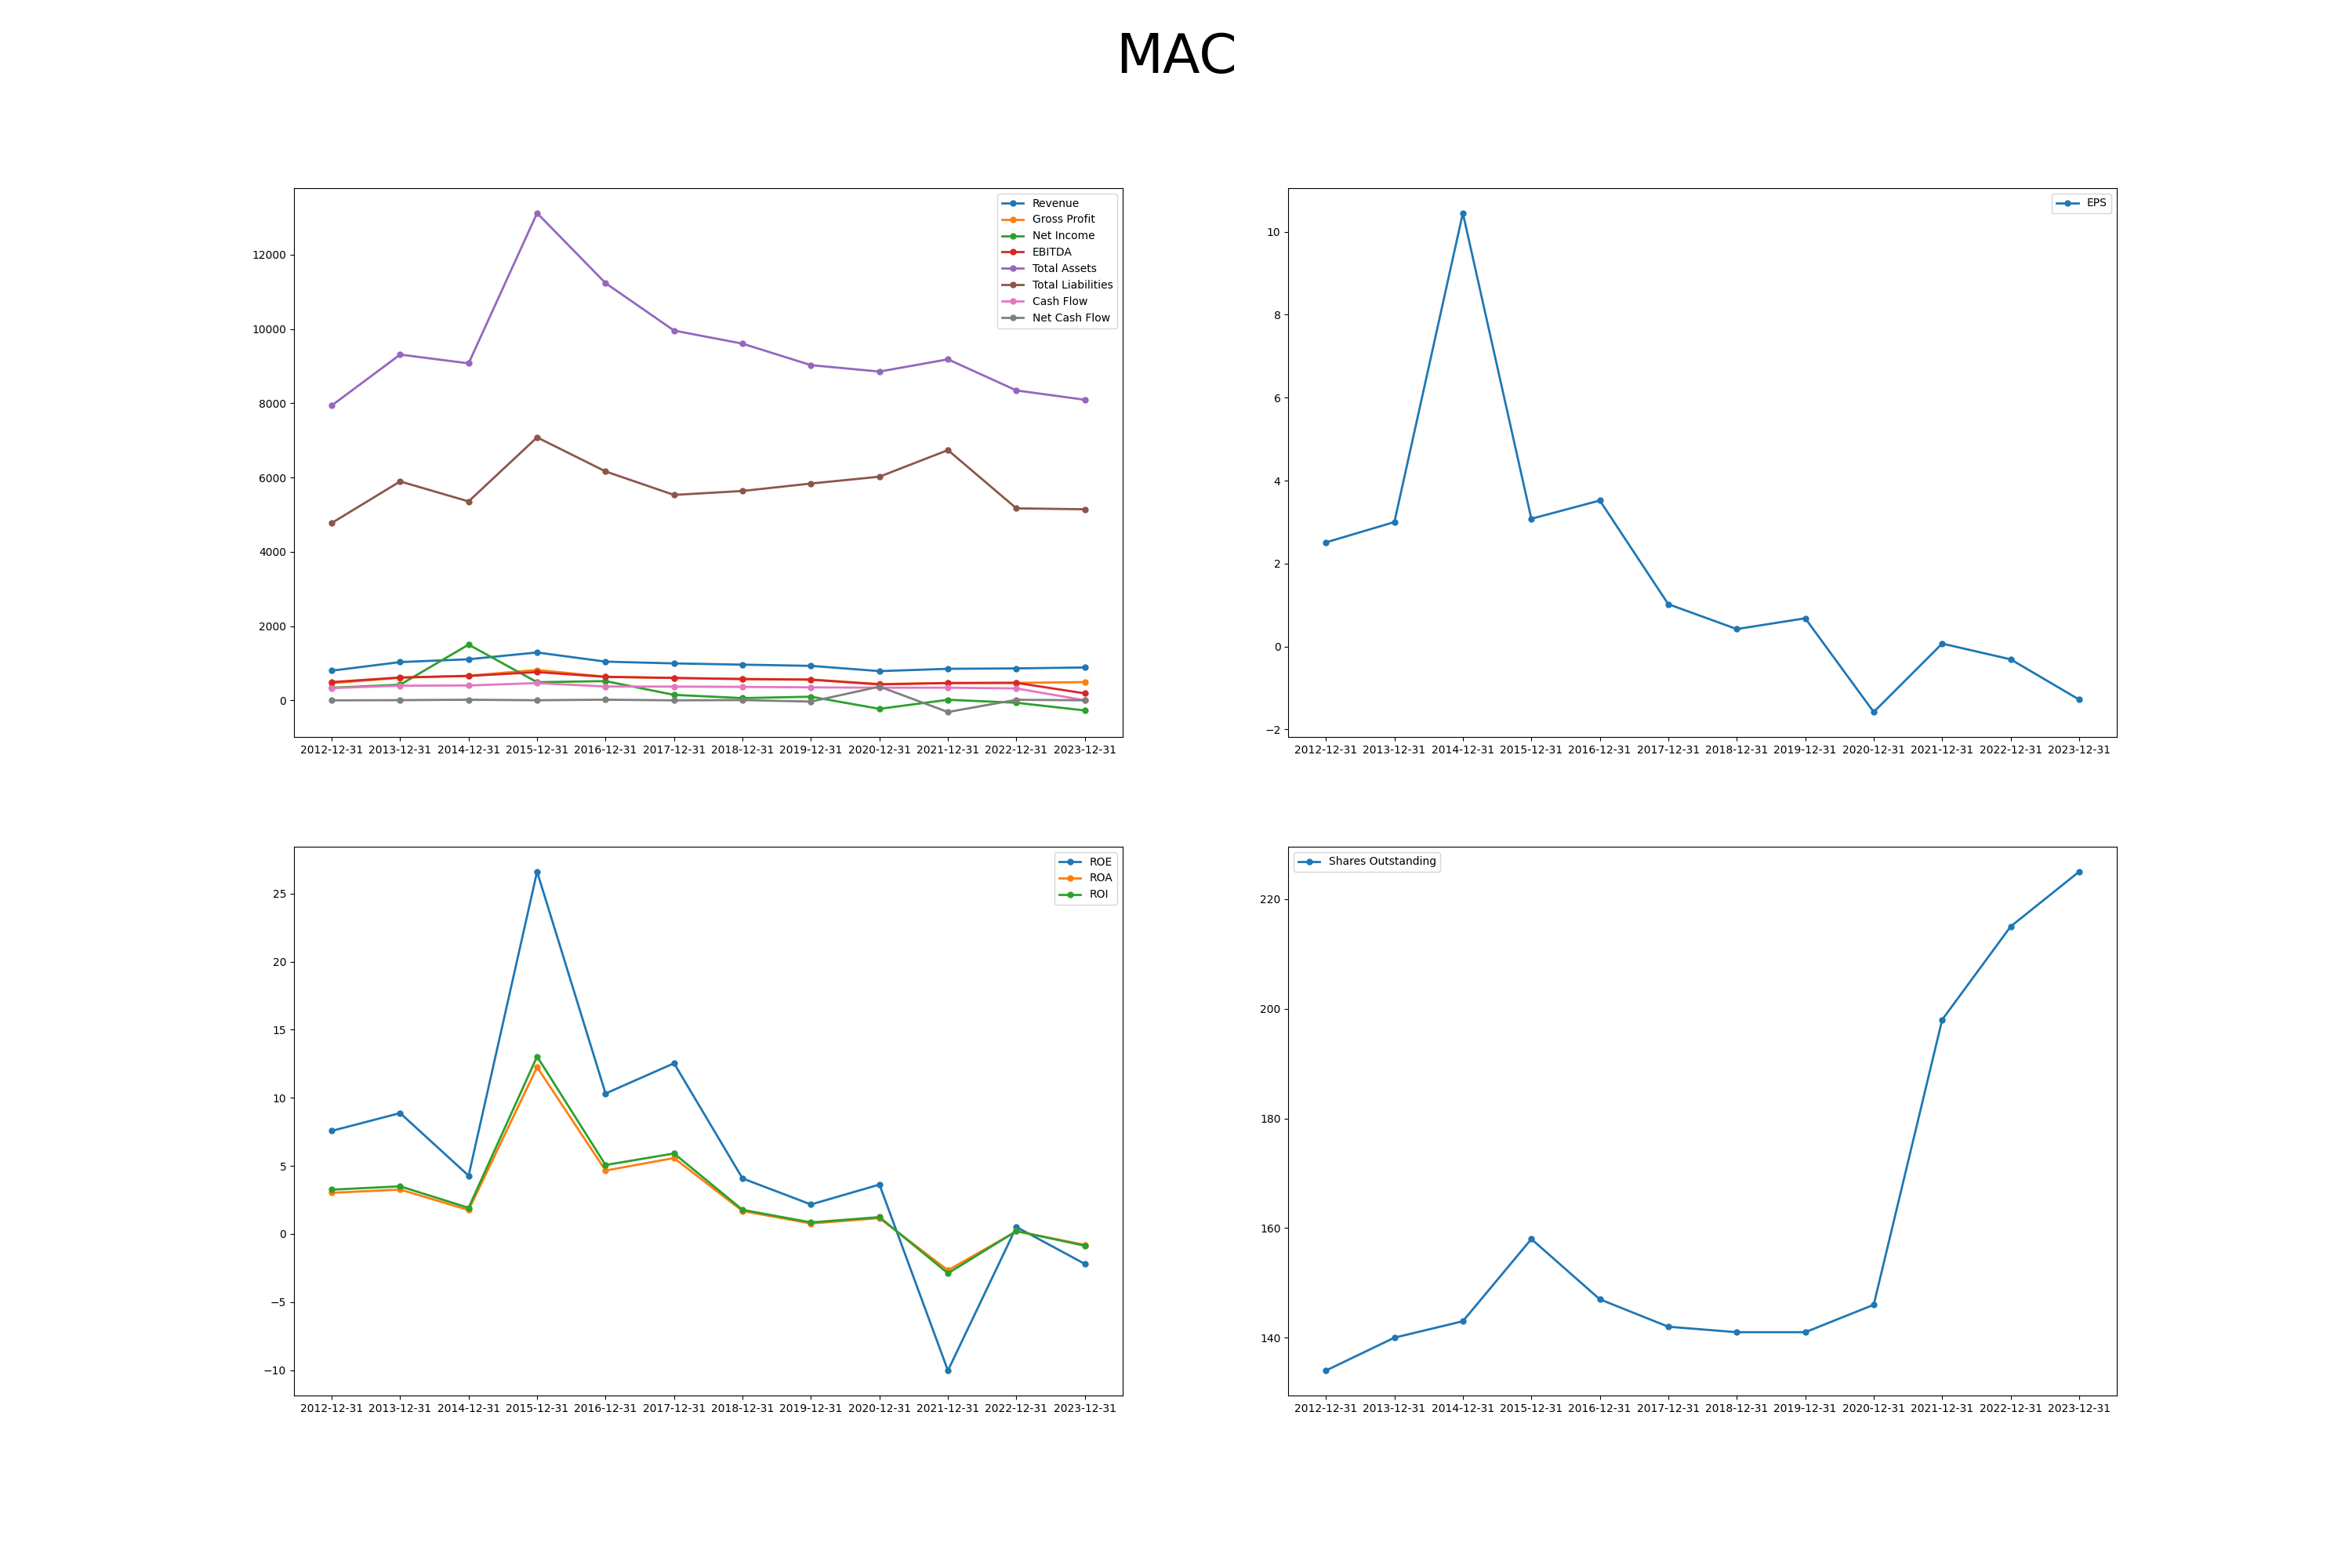 MAC
12000
10000
8000
6000
4000
2000
0
Revenue
Gross Profit
Net Income
EBITDA
Total Assets
Total Liabilities
Cash Flow
Net Cash Flow
2012-12-31 2013-12-31 2014-12-31 2015-12-31 2016-12-31 2017-12-31 2018-12-31 2019-12-31 2020-12-31 2021-12-31 2022-12-31 2023-12-31
10
8
6
4
2
0
−2
EPS
2012-12-31 2013-12-31 2014-12-31 2015-12-31 2016-12-31 2017-12-31 2018-12-31 2019-12-31 2020-12-31 2021-12-31 2022-12-31 2023-12-31
25
20
15
10
5
0
−5
−10
ROE
ROA
ROI
2012-12-31 2013-12-31 2014-12-31 2015-12-31 2016-12-31 2017-12-31 2018-12-31 2019-12-31 2020-12-31 2021-12-31 2022-12-31 2023-12-31
Shares Outstanding
220
200
180
160
140
2012-12-31 2013-12-31 2014-12-31 2015-12-31 2016-12-31 2017-12-31 2018-12-31 2019-12-31 2020-12-31 2021-12-31 2022-12-31 2023-12-31